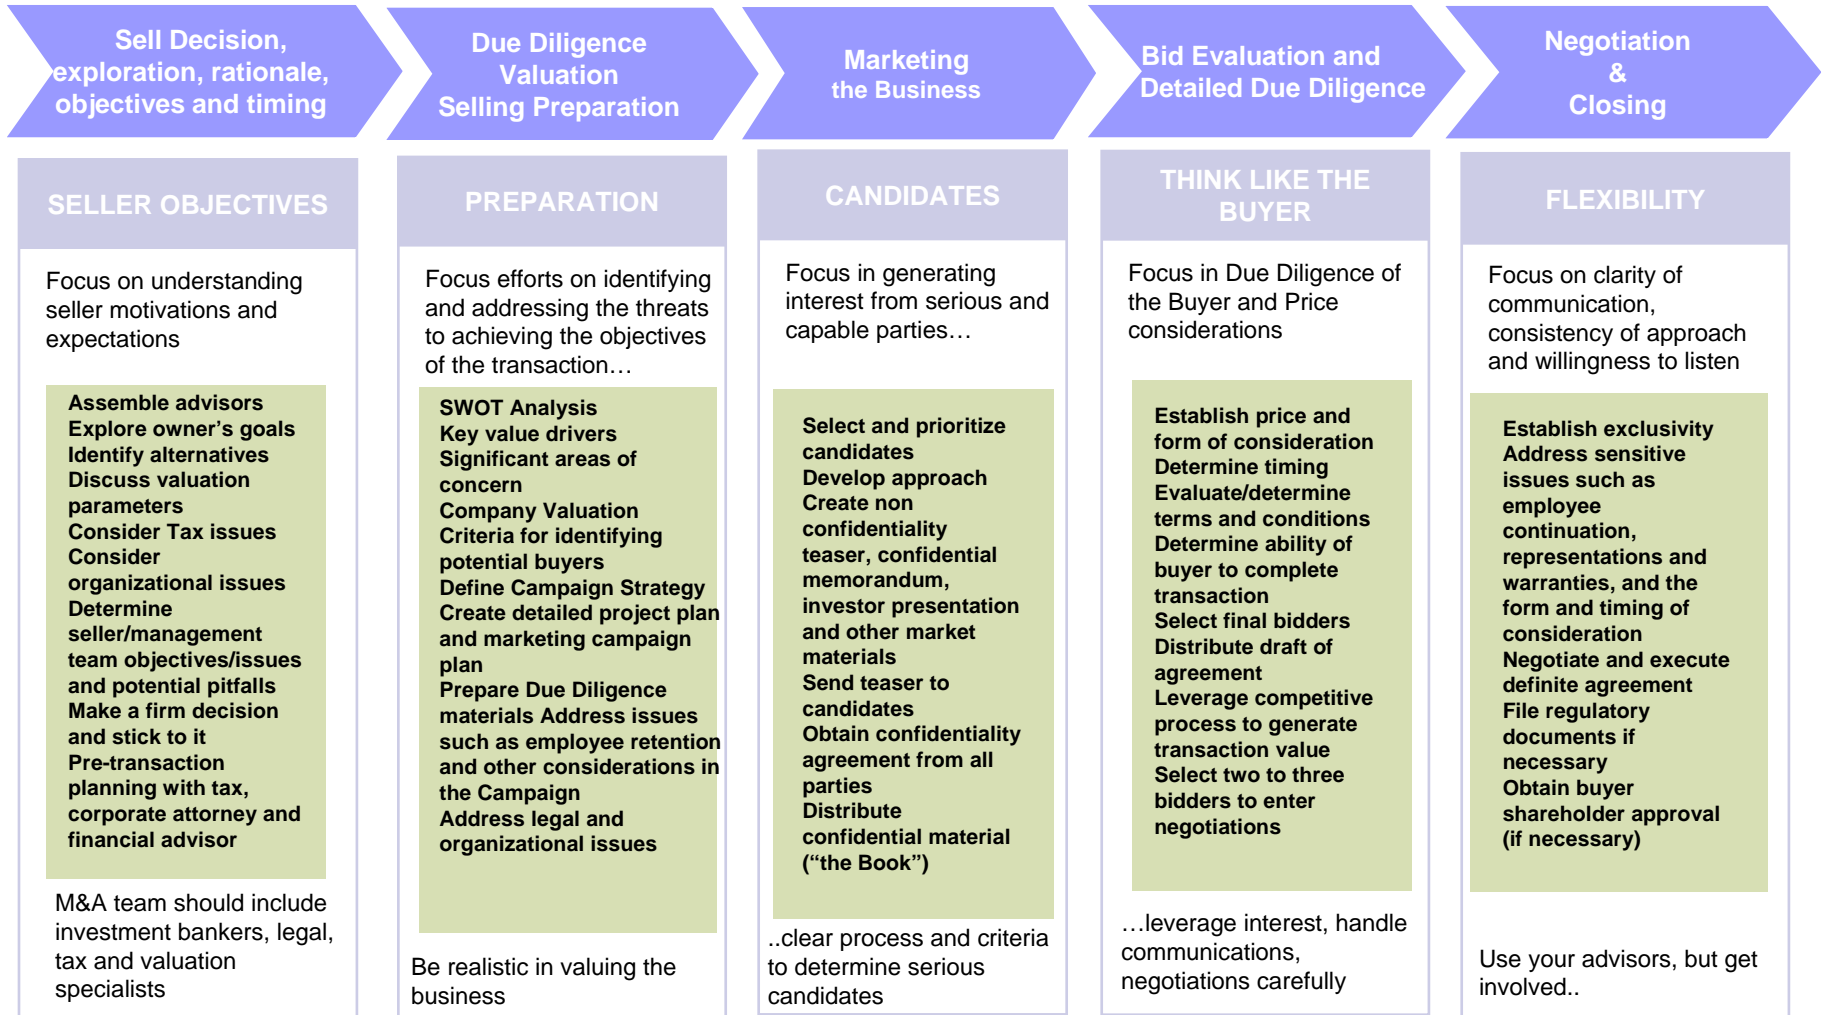 Sell Decision,
exploration, rationale,
objectives and timing
Due Diligence
Valuation
Selling Preparation
Marketing
the Business
Bid Evaluation and
Detailed Due Diligence
Negotiation
&
Closing
SELLER OBJECTIVES
Focus on understanding
seller motivations and
expectations
Assemble advisors
Explore owner's goals
Identify alternatives
Discuss valuation
parameters
Consider Tax issues
Consider
organizational issues
Determine
seller/management
team objectives/issues
and potential pitfalls
Make a firm decision
and stick to it
Pre-transaction
planning with tax,
corporate attorney and
financial advisor
M&A team should include
investment bankers, legal,
tax and valuation
specialists
PREPARATION
Focus efforts on identifying
and addressing the threats
to achieving the objectives
of the transaction…
SWOT Analysis
Key value drivers
Significant areas of
concern
Company Valuation
Criteria for identifying
potential buyers
Define Campaign Strategy
Create detailed project plan
and marketing campaign
plan
Prepare Due Diligence
materials Address issues
such as employee retention
and other considerations in
the Campaign
Address legal and
organizational issues
Be realistic in valuing the
business
CANDIDATES
Focus in generating
interest from serious and
capable parties…
Select and prioritize
candidates
Develop approach
Create non
confidentiality
teaser, confidential
memorandum,
investor presentation
and other market
materials
Send teaser to
candidates
Obtain confidentiality
agreement from all
parties
Distribute
confidential material
(“the Book”)
..clear process and criteria
to determine serious
candidates
THINK LIKE THE
BUYER
Focus in Due Diligence of
the Buyer and Price
considerations
Establish price and
form of consideration
Determine timing
Evaluate/determine
terms and conditions
Determine ability of
buyer to complete
transaction
Select final bidders
Distribute draft of
agreement
Leverage competitive
process to generate
transaction value
Select two to three
bidders to enter
negotiations
…leverage interest, handle
communications,
negotiations carefully
FLEXIBILITY
Focus on clarity of
communication,
consistency of approach
and willingness to listen
Establish exclusivity
Address sensitive
issues such as
employee
continuation,
representations and
warranties, and the
form and timing of
consideration
Negotiate and execute
definite agreement
File regulatory
documents if
necessary
Obtain buyer
shareholder approval
(if necessary)
Use your advisors, but get
involved..